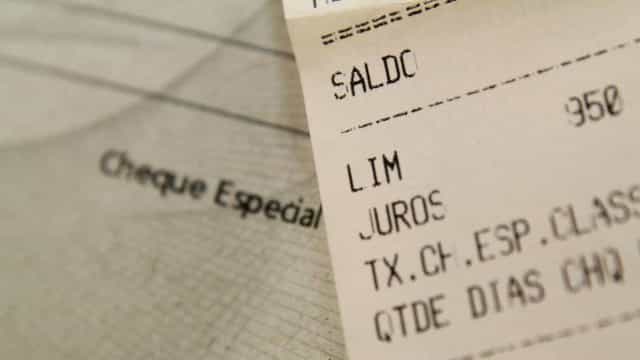 SALDO
950
LIM
JUROS
TX.CH.ESP.CLASS
QTDE DIAS CHQ
Cheque Especial